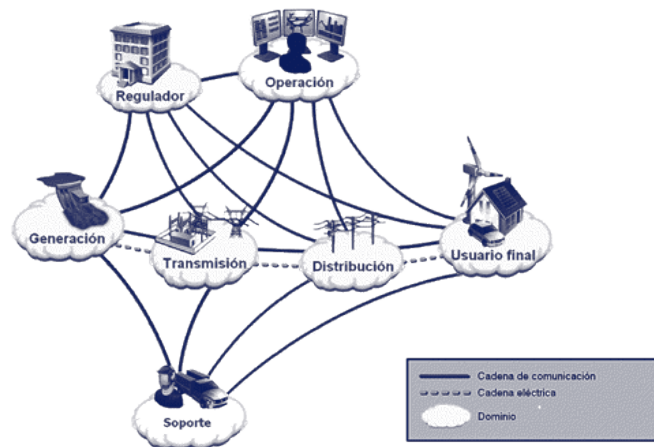 Operación
Regulador
Generación
Transmisión
Distribución
Usuario final
Soporte
Cadena de comunicación
Cadena eléctrica
Dominio